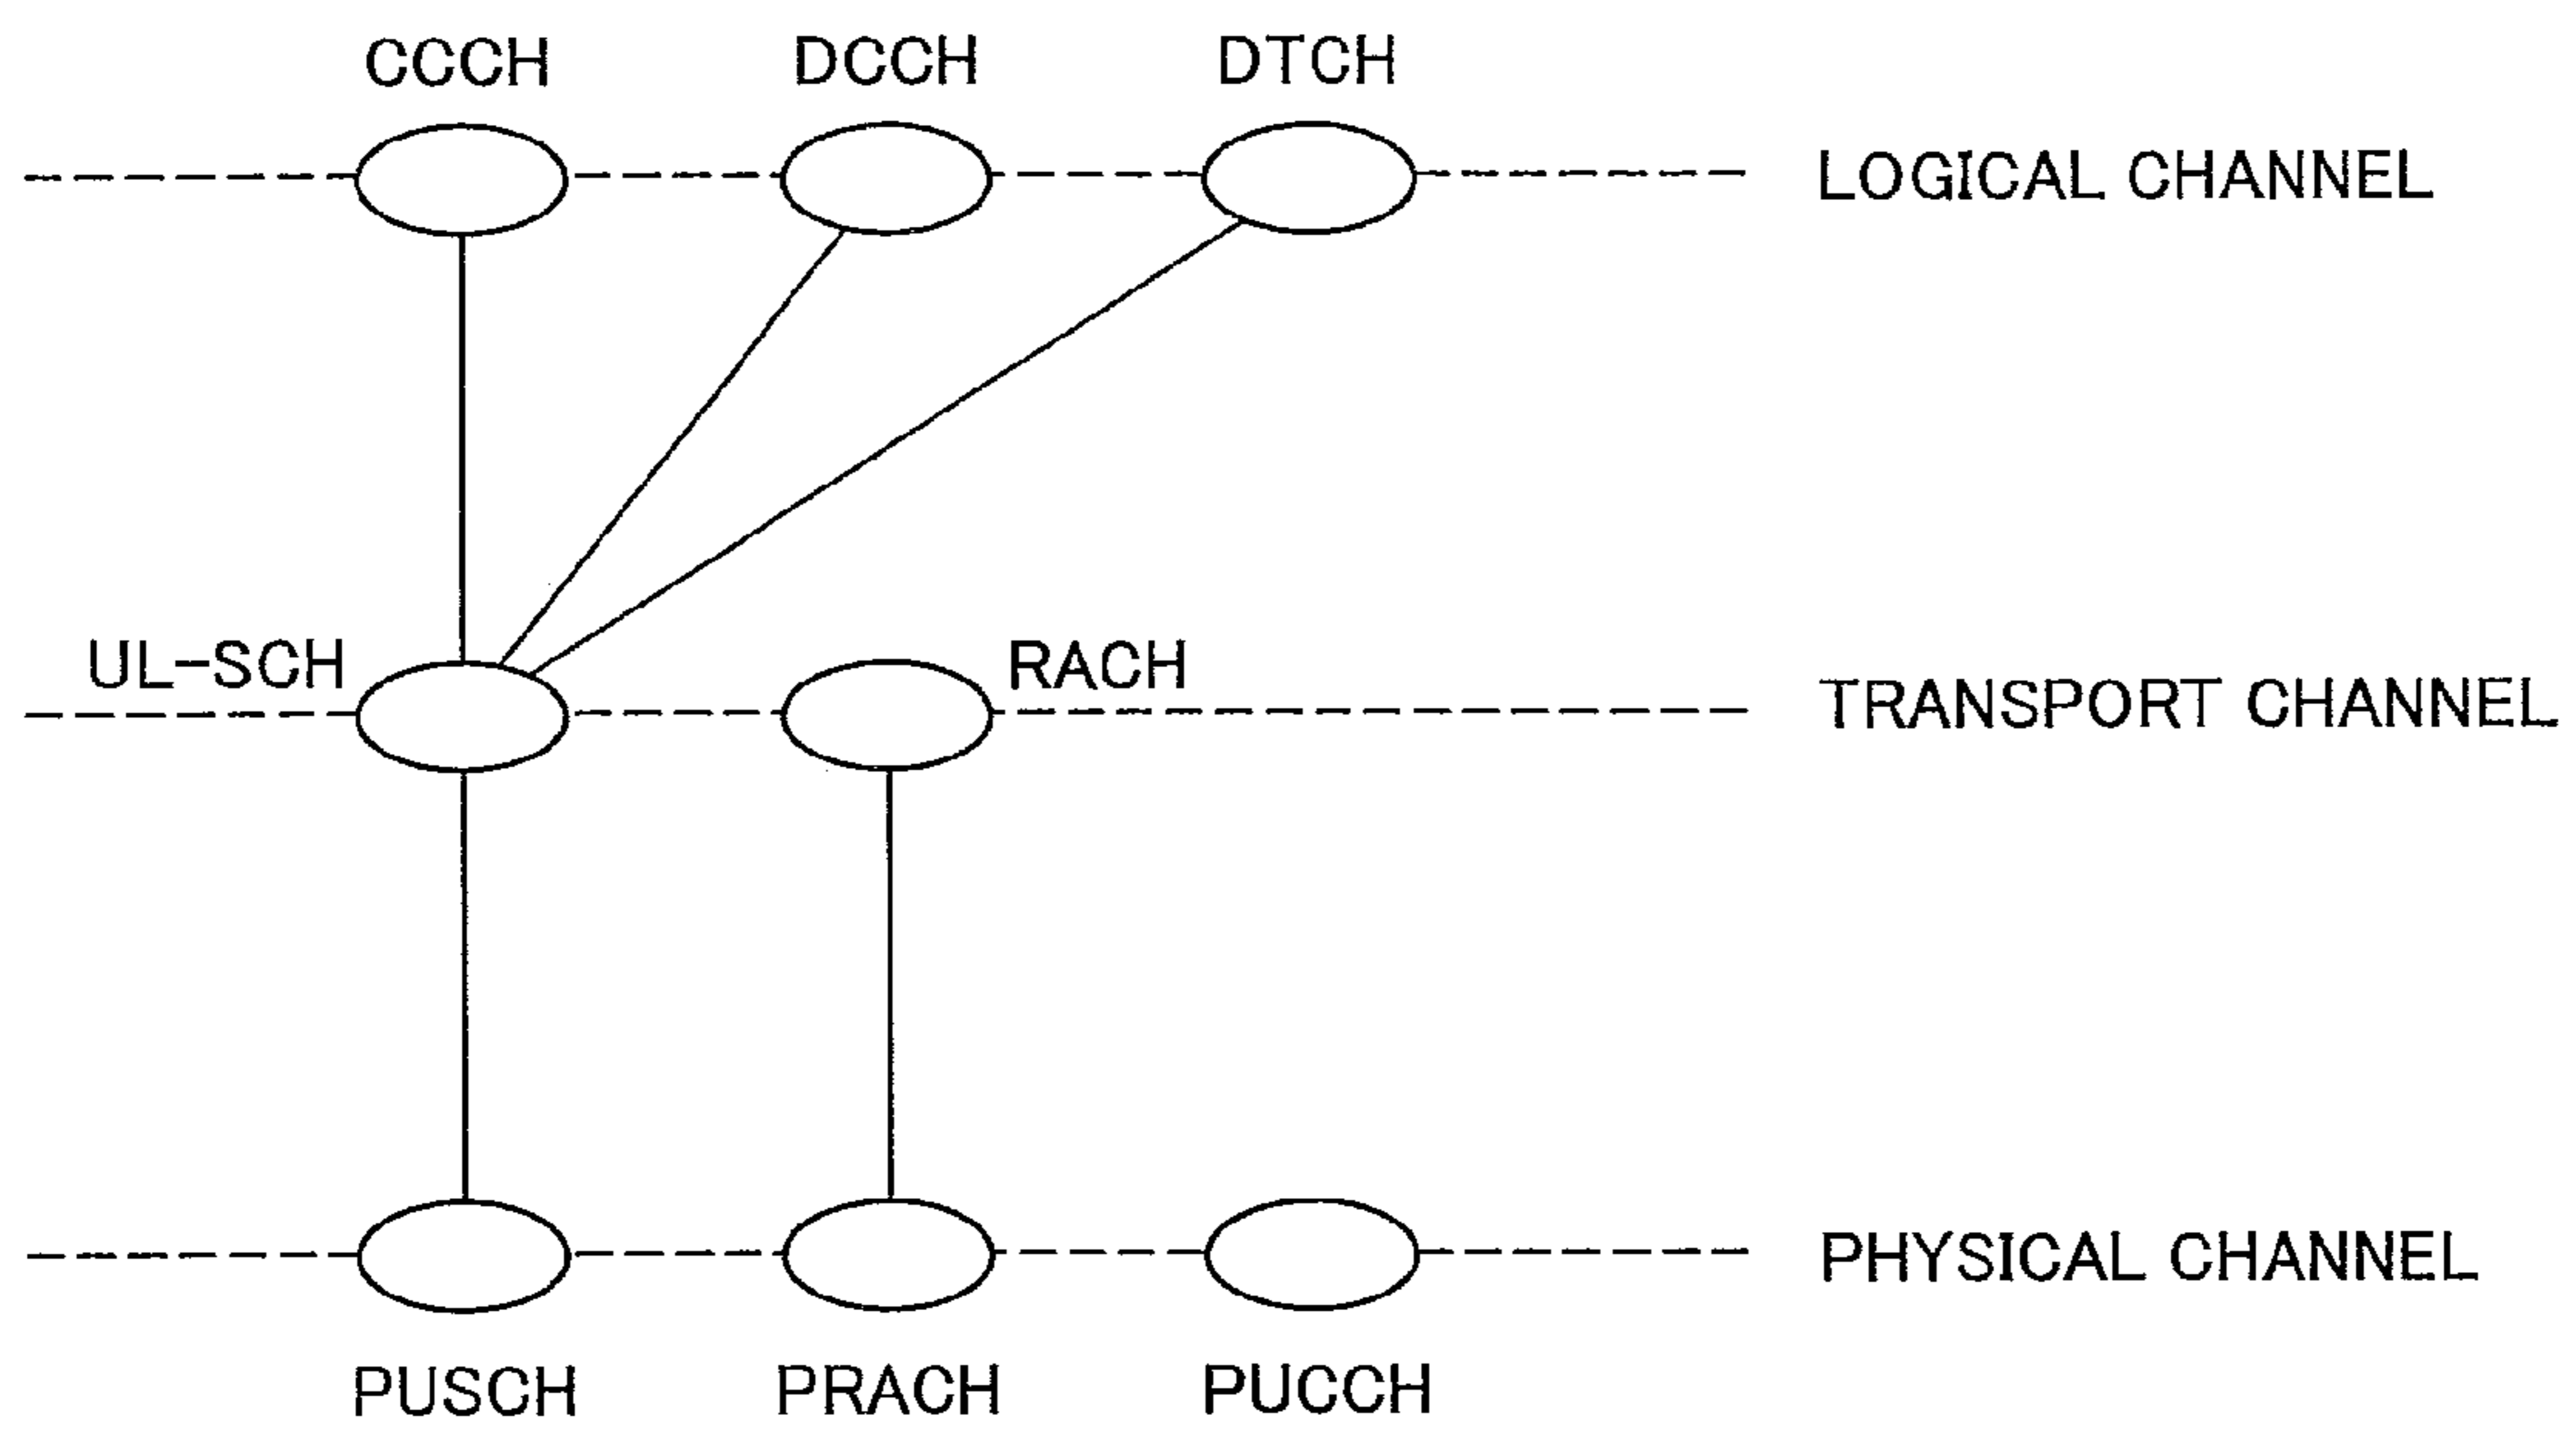 CCCH DCCH DTCH
LOGICAL CHANNEL
UL-SCH RACH
TRANSPORT CHANNEL
PHYSICAL CHANNEL
PUSCH PRACH PUCCH